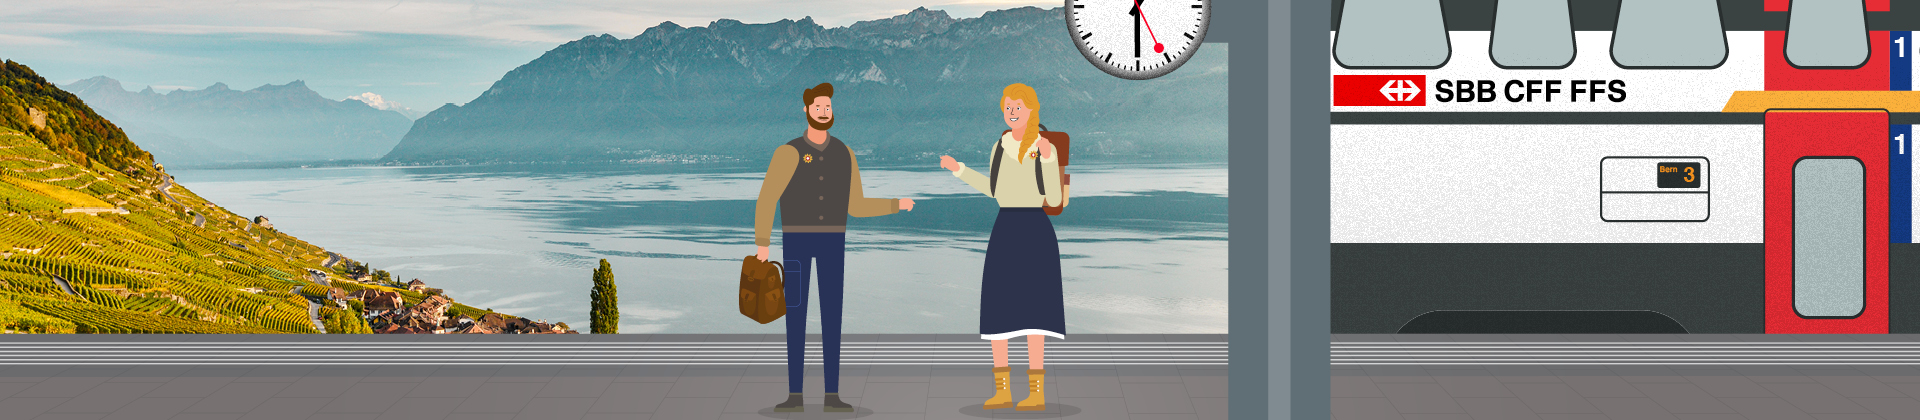 1
SBB CFF FFS
1
Bern 3